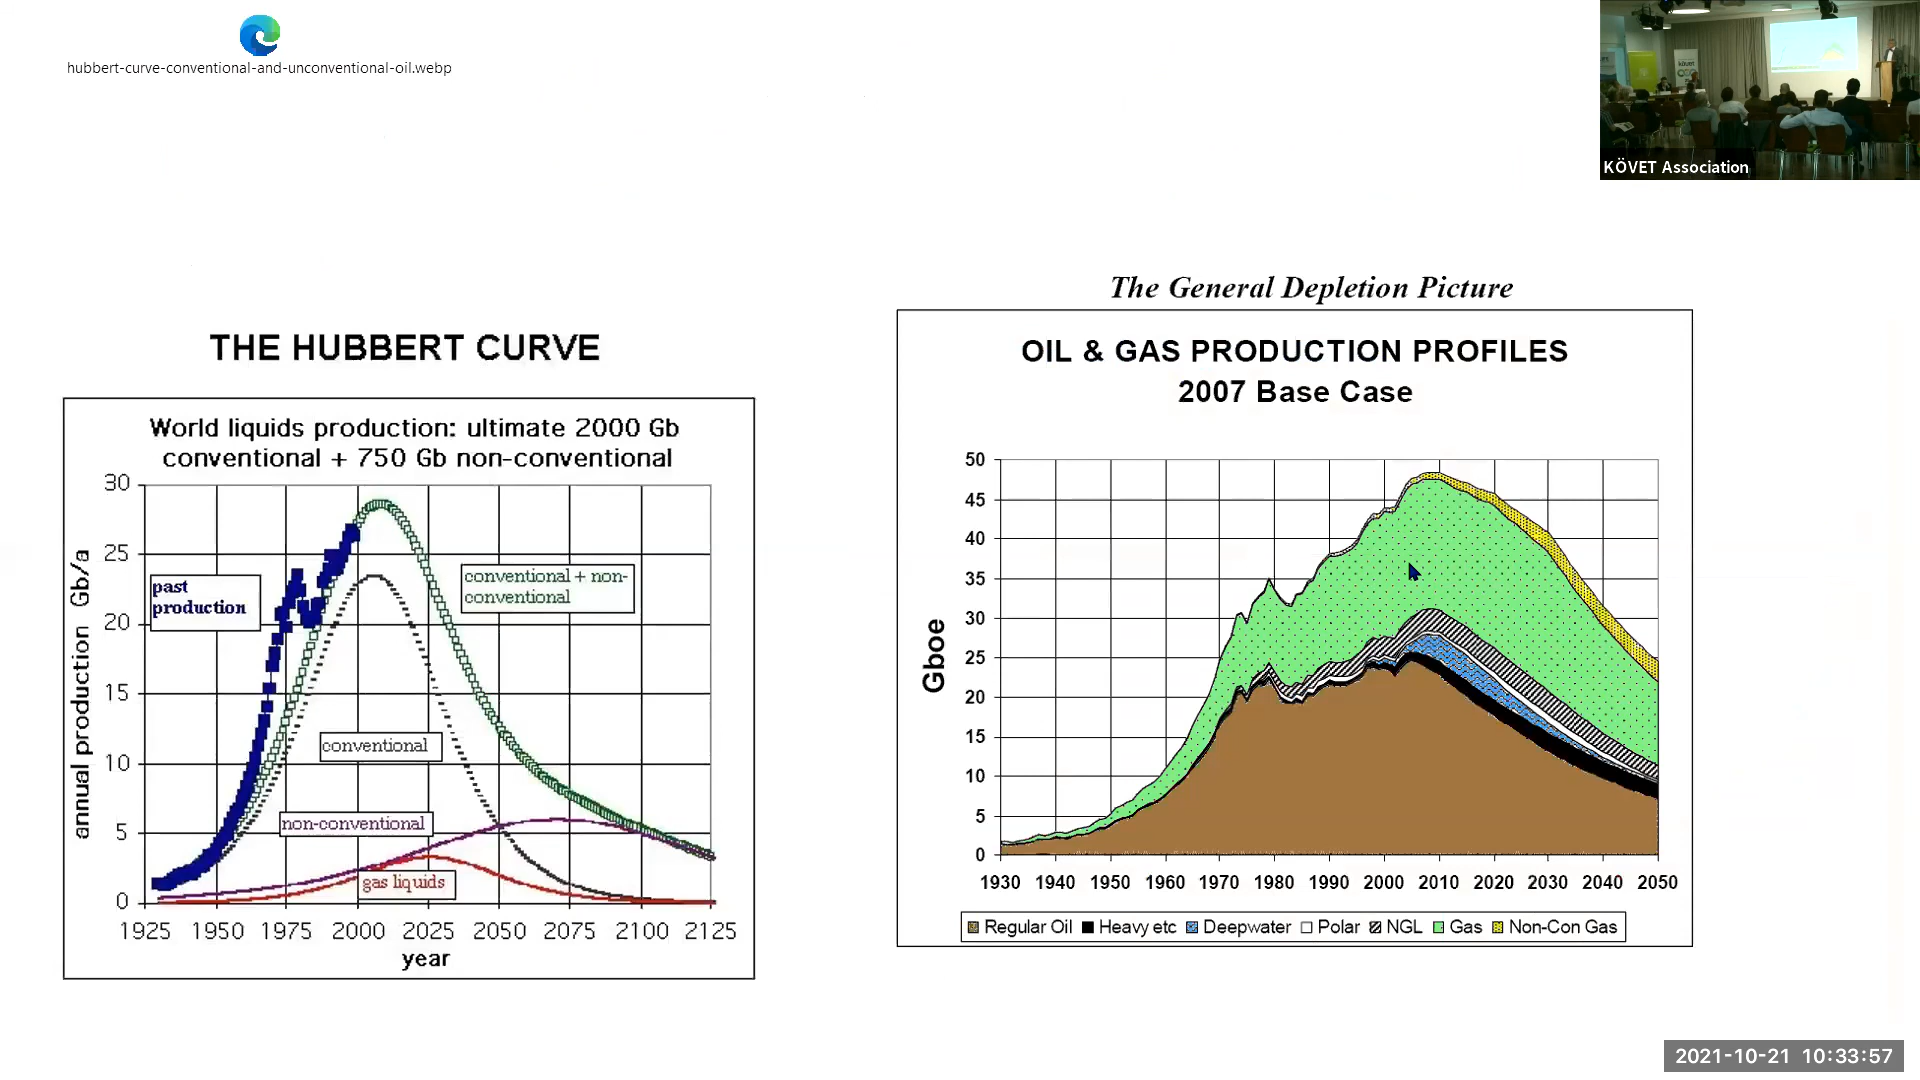 hubbert-curve-conventional-and-unconventional-oil.webp
követ
KÖVET Association
THE HUBBERT CURVE
World liquids production: ultimate 2000 Gb
conventional + 750 Gb non-conventional
annual production Gb/a
30
25
20
15
10
5
0
past
production
conventional + non-
conventional
conventional
non-conventional
gas liquids
1925 1950 1975 2000 2025 2050 2075 2100 2125
year
The General Depletion Picture
OIL & GAS PRODUCTION PROFILES
2007 Base Case
Gboe
50
45
40
35
30
25
20
15
10
5
0
1930 1940 1950 1960 1970 1980 1990 2000 2010 2020 2030 2040 2050
Regular Oil Heavy etc Deepwater Polar NGL Gas Non-Con Gas
2021-10-21 10:33:57